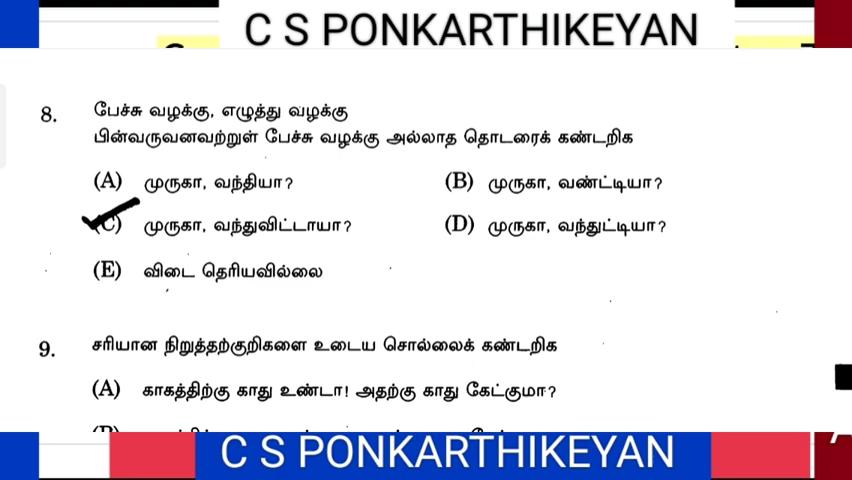 C S PONKARTHIKEYAN
8. பேச்சு வழக்கு, எழுத்து வழக்கு
பின்வருவனவற்றுள் பேச்சு வழக்கு அல்லாத தொடரைக் கண்டறிக
(A) முருகா, வந்தியா? (B) முருகா, வண்ட்டியா?
(C) முருகா, வந்துவிட்டாயா? (D) முருகா, வந்துட்டியா?
(E) விடை தெரியவில்லை
9. சரியான நிறுத்தற்குறிகளை உடைய சொல்லைக் கண்டறிக
(A) காகத்திற்கு காது உண்டா! அதற்கு காது கேட்குமா?
C S PONKARTHIKEYAN